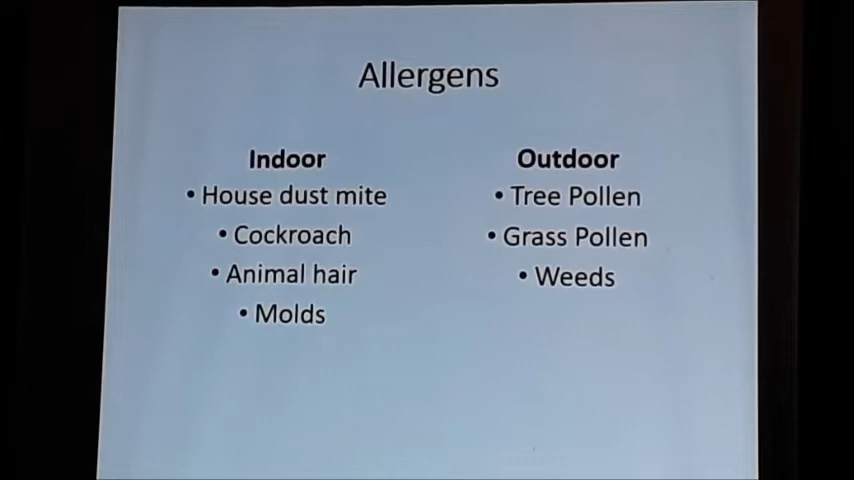 Allergens
Indoor
• House dust mite
• Cockroach
• Animal hair
• Molds
Outdoor
• Tree Pollen
• Grass Pollen
• Weeds